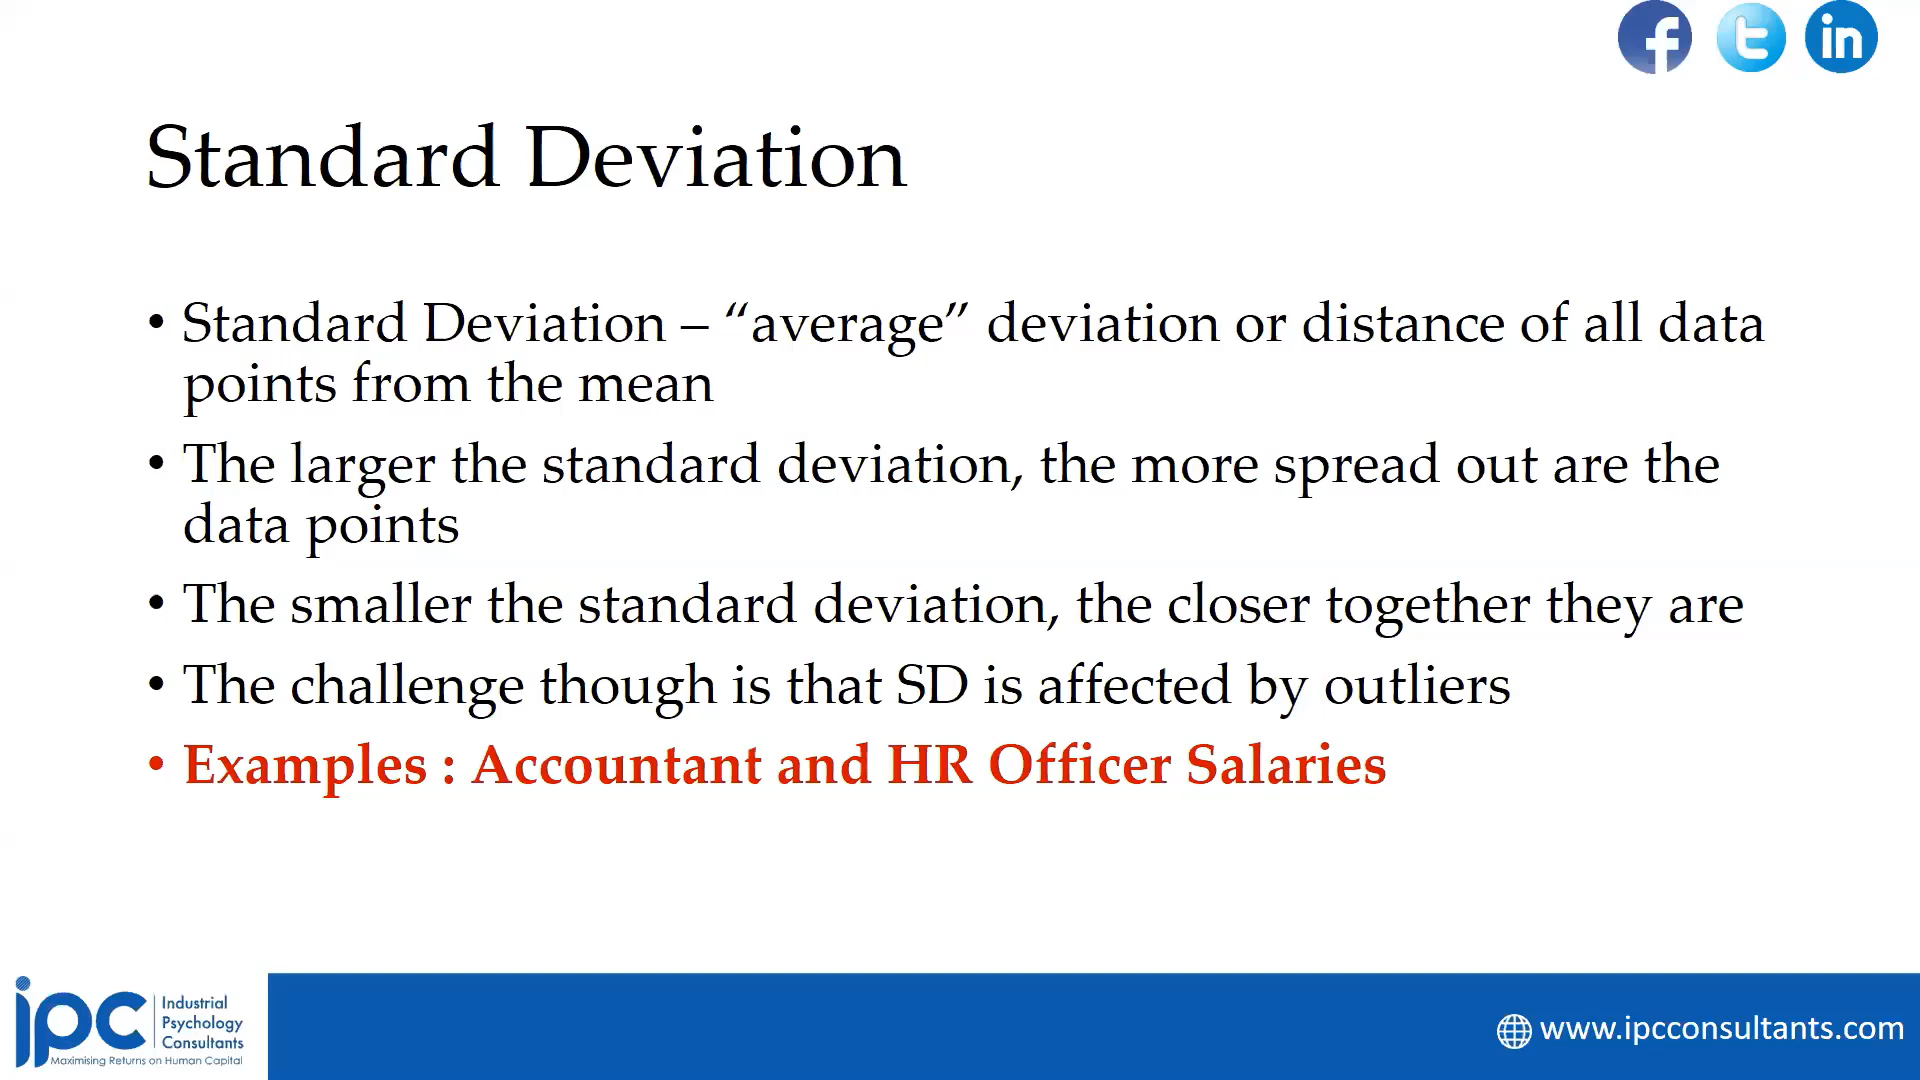 Standard Deviation
• Standard Deviation – “average” deviation or distance of all data
points from the mean
• The larger the standard deviation, the more spread out are the
data points
• The smaller the standard deviation, the closer together they are
• The challenge though is that SD is affected by outliers
• Examples : Accountant and HR Officer Salaries
ipc
Industrial
Psychology
Consultants
Maximising Returns on Human Capital
www.ipcconsultants.com